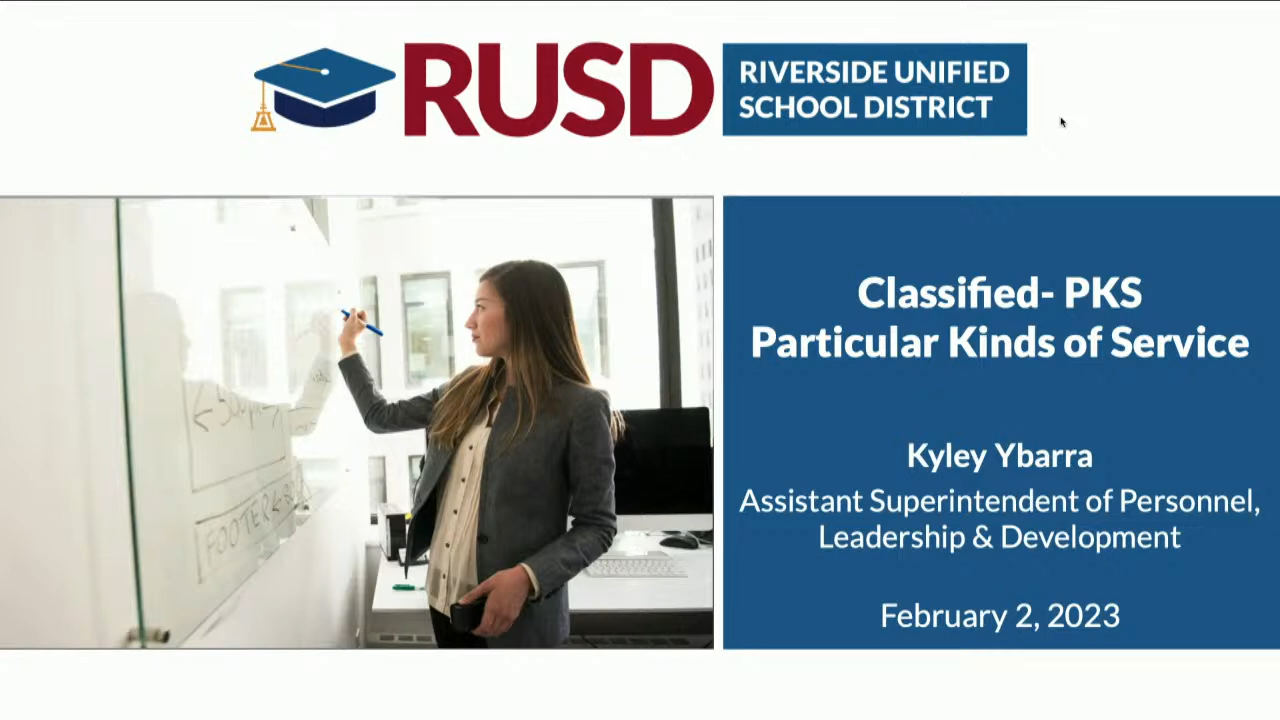 RUSD
RIVERSIDE UNIFIED
SCHOOL DISTRICT
Classified- PKS
Particular Kinds of Service
Kyley Ybarra
Assistant Superintendent of Personnel,
Leadership & Development
February 2, 2023
FOOTER